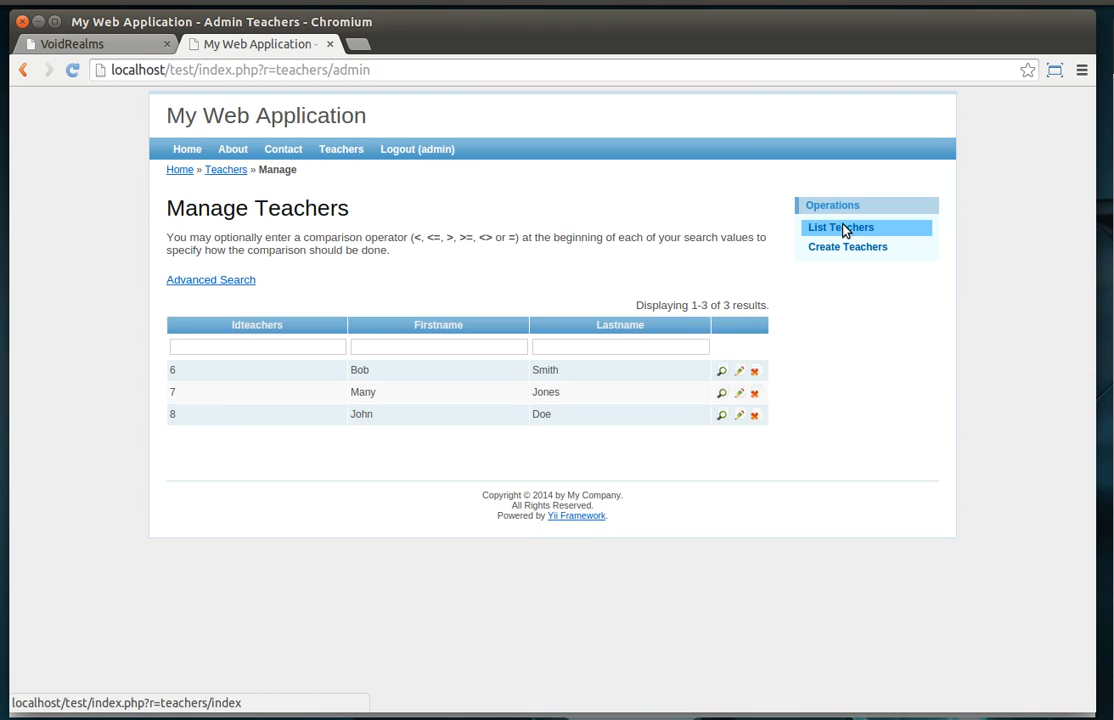 My Web Application - Admin Teachers - Chromium
VoidRealms
My Web Application -
localhost/test/index.php?r=teachers/admin
My Web Application
Home About Contact Teachers Logout (admin)
Home » Teachers » Manage
Manage Teachers
You may optionally enter a comparison operator (<, <=, >, >=, <> or =) at the beginning of each of your search values to
specify how the comparison should be done.
Advanced Search
Displaying 1-3 of 3 results.
Idteachers Firstname Lastname
6 Bob Smith
7 Many Jones
8 John Doe
Operations
List Teachers
Create Teachers
Copyright © 2014 by My Company.
All Rights Reserved.
Powered by Yii Framework.
localhost/test/index.php?r=teachers/index